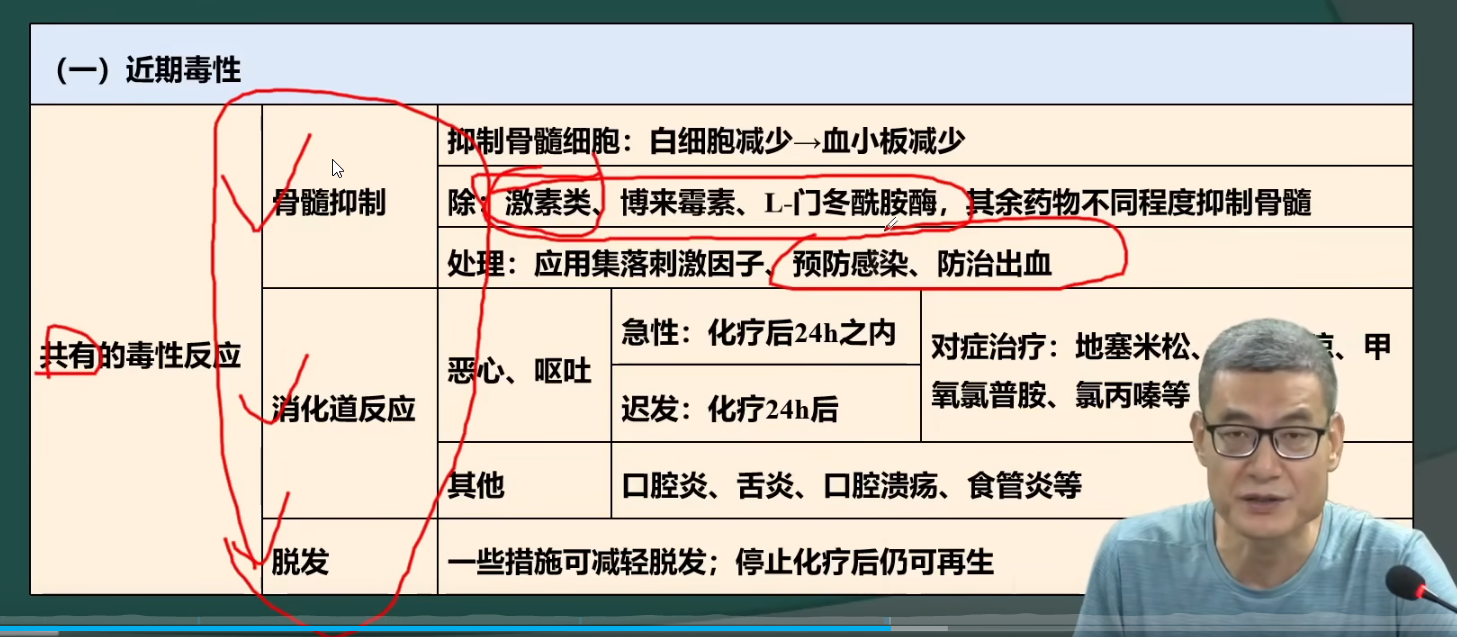 （一）近期毒性
共有的毒性反应
骨髓抑制
抑制骨髓细胞：白细胞减少→血小板减少
除：激素类、博来霉素、L-门冬酰胺酶，其余药物不同程度抑制骨髓
处理：应用集落刺激因子、预防感染、防治出血
消化道反应
恶心、呕吐
急性：化疗后24h之内
迟发：化疗24h后
对症治疗：地塞米松、 、甲
氧氯普胺、氯丙嗪等
其他
口腔炎、舌炎、口腔溃疡、食管炎等
脱发
一些措施可减轻脱发；停止化疗后仍可再生